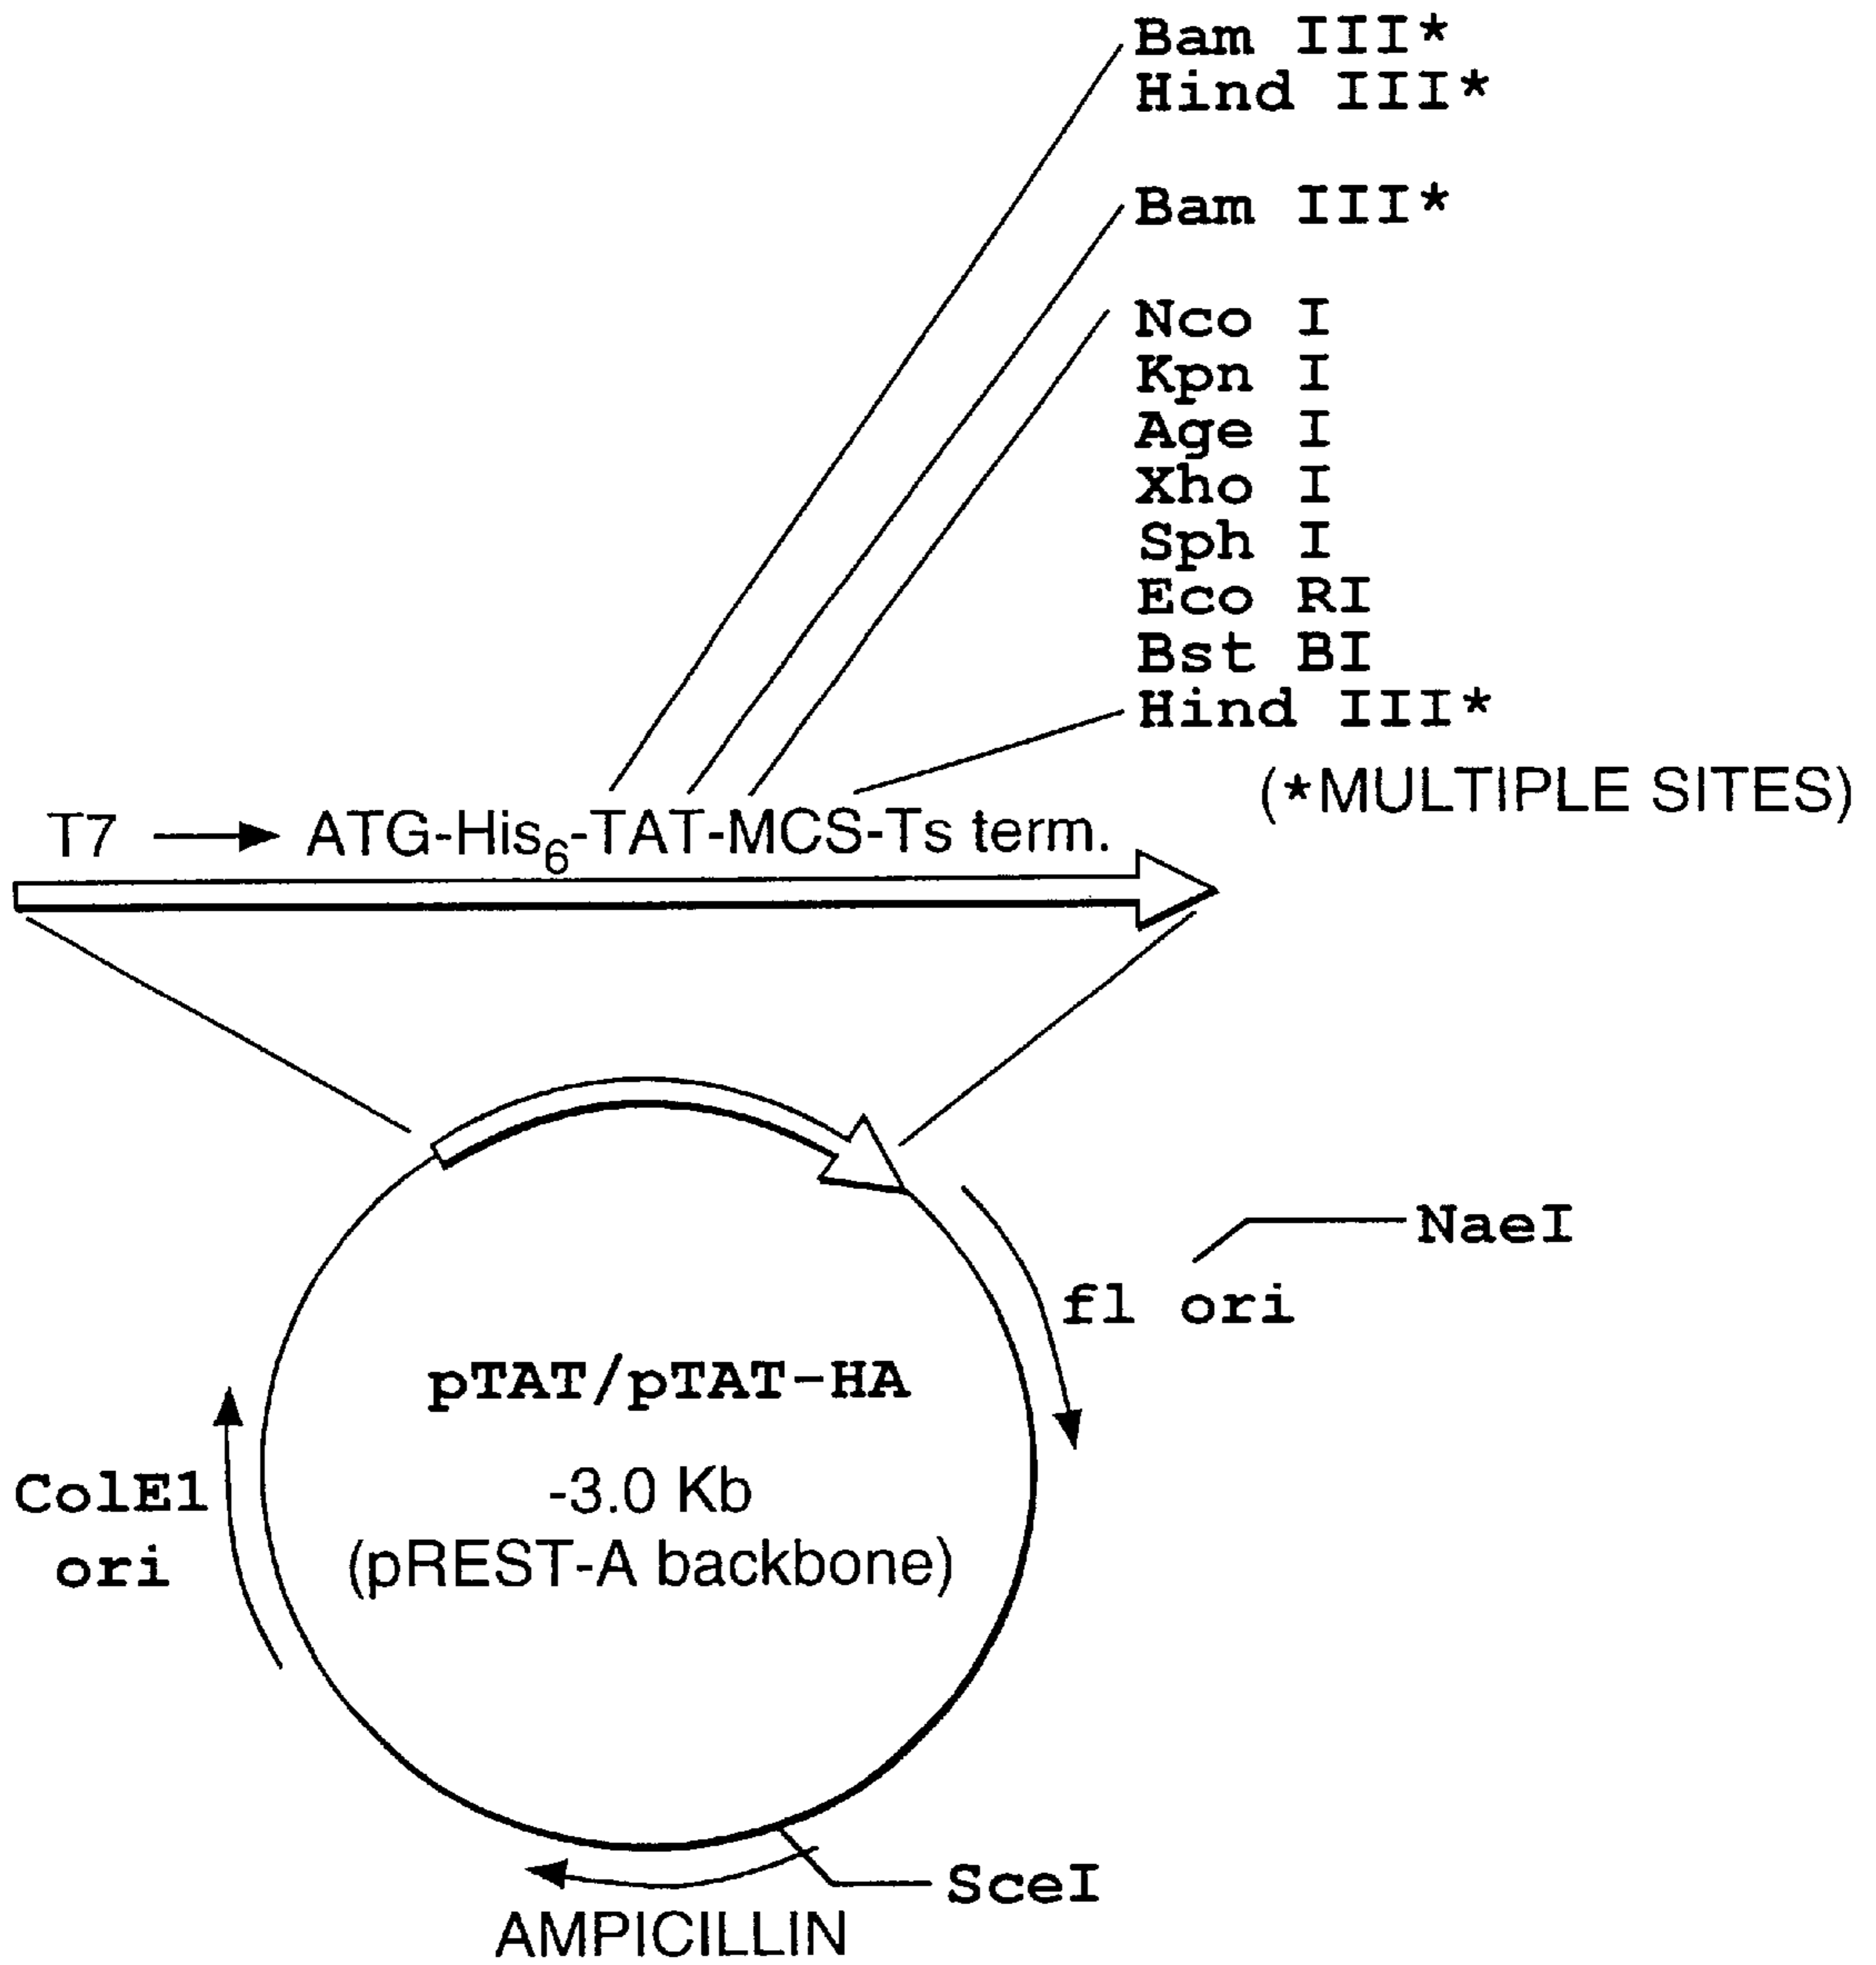 Bam III*
Hind III*
Bam III*
Nco I
Kpn I
Age I
Xho I
Sph I
Eco RI
Bst BI
Hind III*
(*MULTIPLE SITES)
T7 ATG-His6-TAT-MCS-Ts term.
NaeI
fl ori
pTAT/pTAT-HA
-3.0 Kb
(pREST-A backbone)
ColE1
ori
SceI
AMPICILLIN